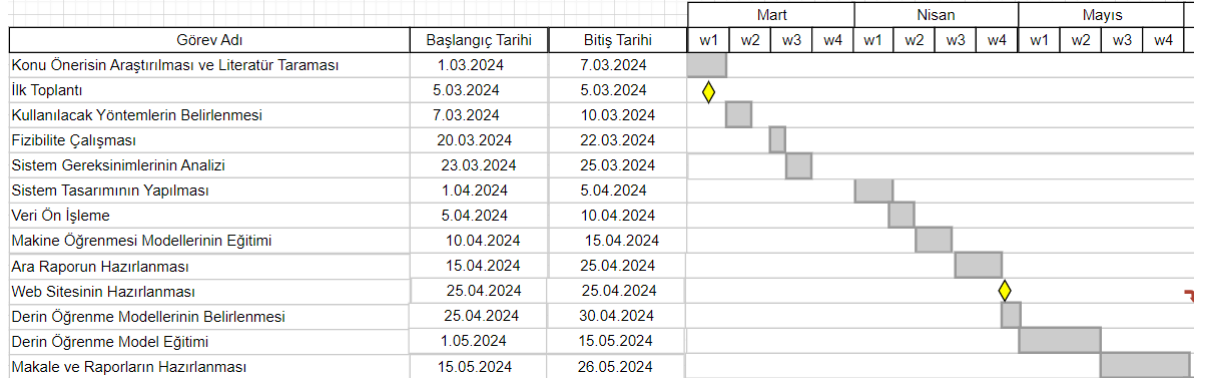 Mart Nisan Mayıs
Görev Adı Başlangıç Tarihi Bitiş Tarihi w1 w2 w3 w4 w1 w2 w3 w4 w1 w2 w3 w4
Konu Önerisin Araştırılması ve Literatür Taraması 1.03.2024 7.03.2024
İlk Toplantı 5.03.2024 5.03.2024
Kullanılacak Yöntemlerin Belirlenmesi 7.03.2024 10.03.2024
Fizibilite Çalışması 20.03.2024 22.03.2024
Sistem Gereksinimlerinin Analizi 23.03.2024 25.03.2024
Sistem Tasarımının Yapılması 1.04.2024 5.04.2024
Veri Ön İşleme 5.04.2024 10.04.2024
Makine Öğrenmesi Modellerinin Eğitimi 10.04.2024 15.04.2024
Ara Raporun Hazırlanması 15.04.2024 25.04.2024
Web Sitesinin Hazırlanması 25.04.2024 25.04.2024
Derin Öğrenme Modellerinin Belirlenmesi 25.04.2024 30.04.2024
Derin Öğrenme Model Eğitimi 1.05.2024 15.05.2024
Makale ve Raporların Hazırlanması 15.05.2024 26.05.2024